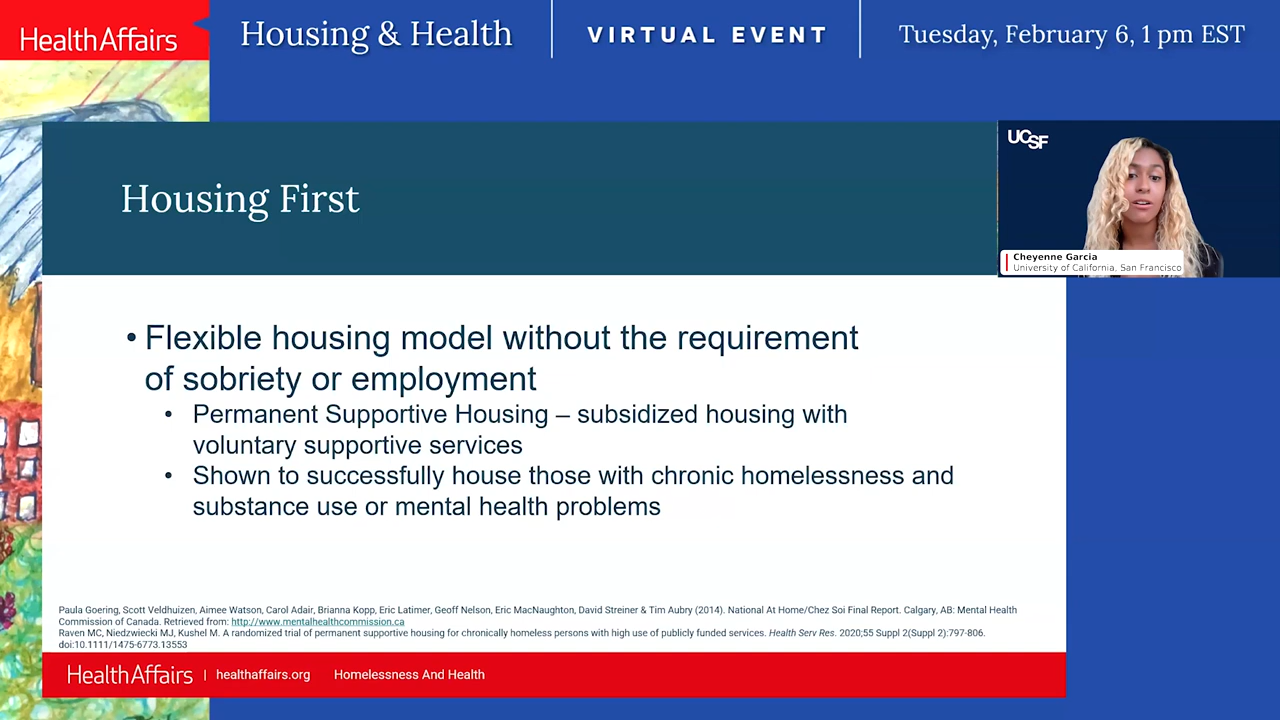 HealthAffairs
Housing & Health
VIRTUAL EVENT
Tuesday, February 6, 1 pm EST
UCSF
Cheyenne Garcia
University of California, San Francisco
Housing First
• Flexible housing model without the requirement
of sobriety or employment
• Permanent Supportive Housing – subsidized housing with
voluntary supportive services
• Shown to successfully house those with chronic homelessness and
substance use or mental health problems
Paula Goering, Scott Veldhuizen, Aimee Watson, Carol Adair, Brianna Kopp, Eric Latimer, Geoff Nelson, Eric MacNaughton, David Streiner & Tim Aubry (2014). National At Home/Chez Soi Final Report. Calgary, AB: Mental Health
Commission of Canada. Retrieved from: http://www.mentalhealthcommission.ca
Raven MC, Niedzwiecki MJ, Kushel M. A randomized trial of permanent supportive housing for chronically homeless persons with high use of publicly funded services. Health Serv Res. 2020;55 Suppl 2(Suppl 2):797-806.
doi:10.1111/1475-6773.13553
HealthAffairs | healthaffairs.org Homelessness And Health